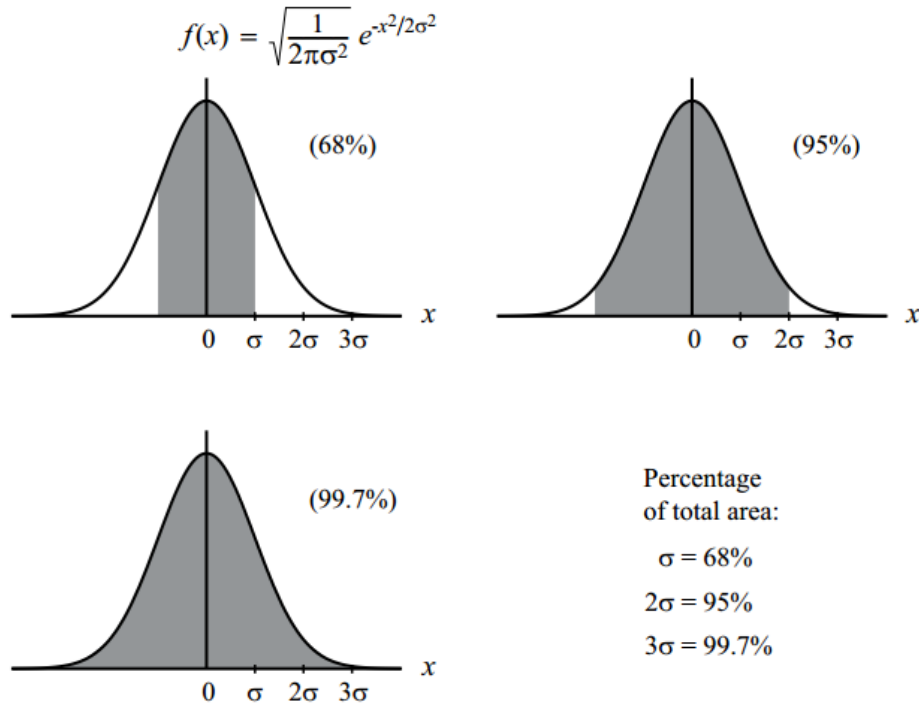 f(x) = √(1/2πσ²) e^{-x²/2σ²}
(68%)
x
0 σ 2σ 3σ
(95%)
x
0 σ 2σ 3σ
(99.7%)
x
0 σ 2σ 3σ
Percentage
of total area:
σ = 68%
2σ = 95%
3σ = 99.7%